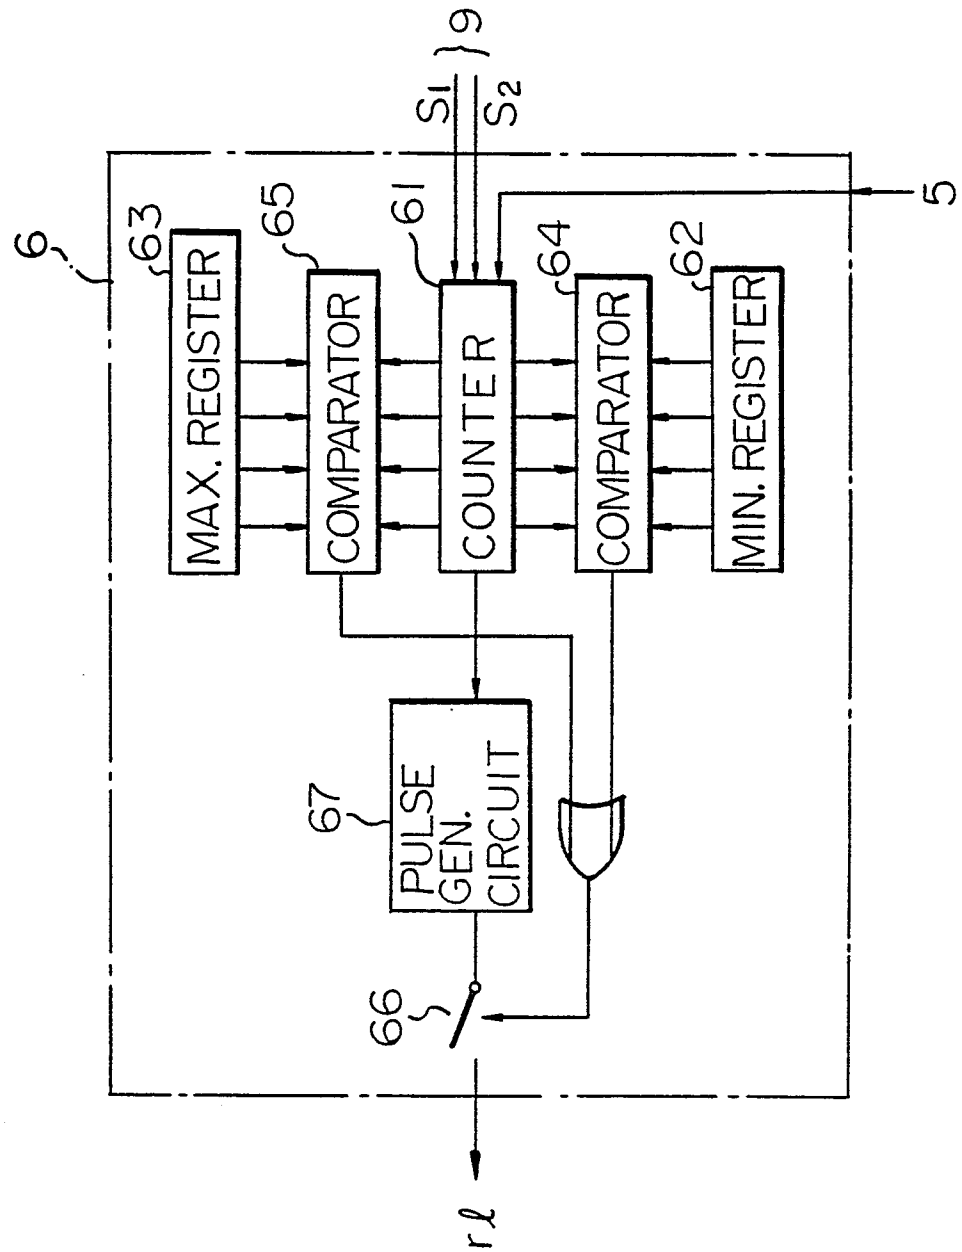 6
63
MAX. REGISTER
65
COMPARATOR
61
COUNTER
S1
S2
9
5
64
COMPARATOR
62
MIN. REGISTER
67
PULSE
GEN.
CIRCUIT
66
rℓ